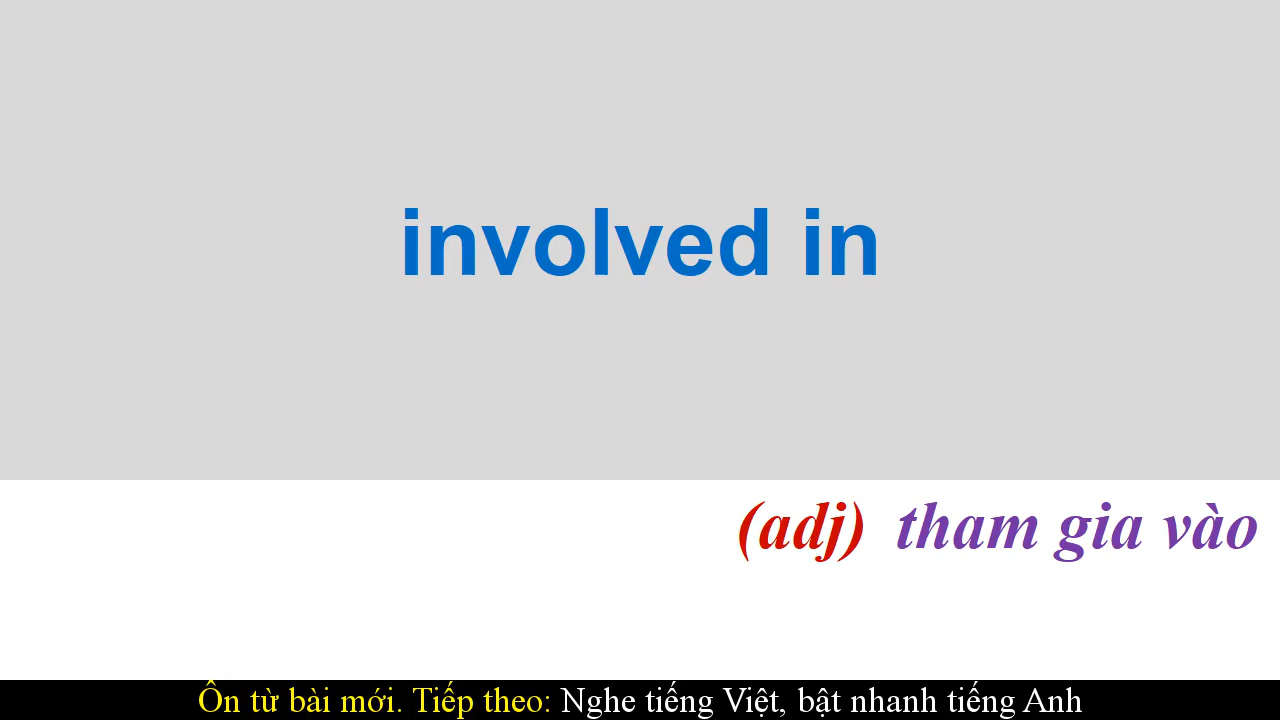 involved in
(adj) tham gia vào
Ôn từ bài mới. Tiếp theo: Nghe tiếng Việt, bật nhanh tiếng Anh